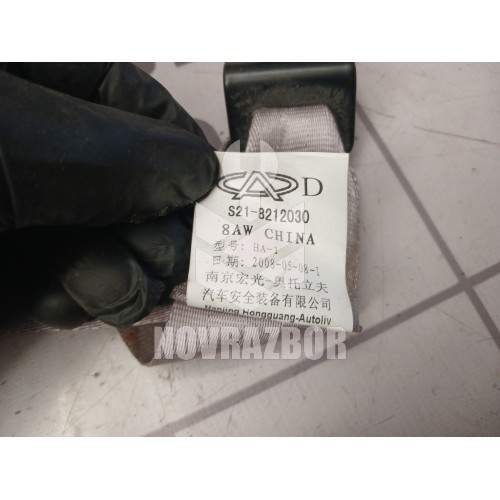 D
S21-8212030
8AW CHINA
型号: HA-1
日期: 2008-05-08-1
南京宏光-奥托立夫
汽车安全装备有限公司
Nanjing Hongguang-Autoliv
NOVRAZBOR